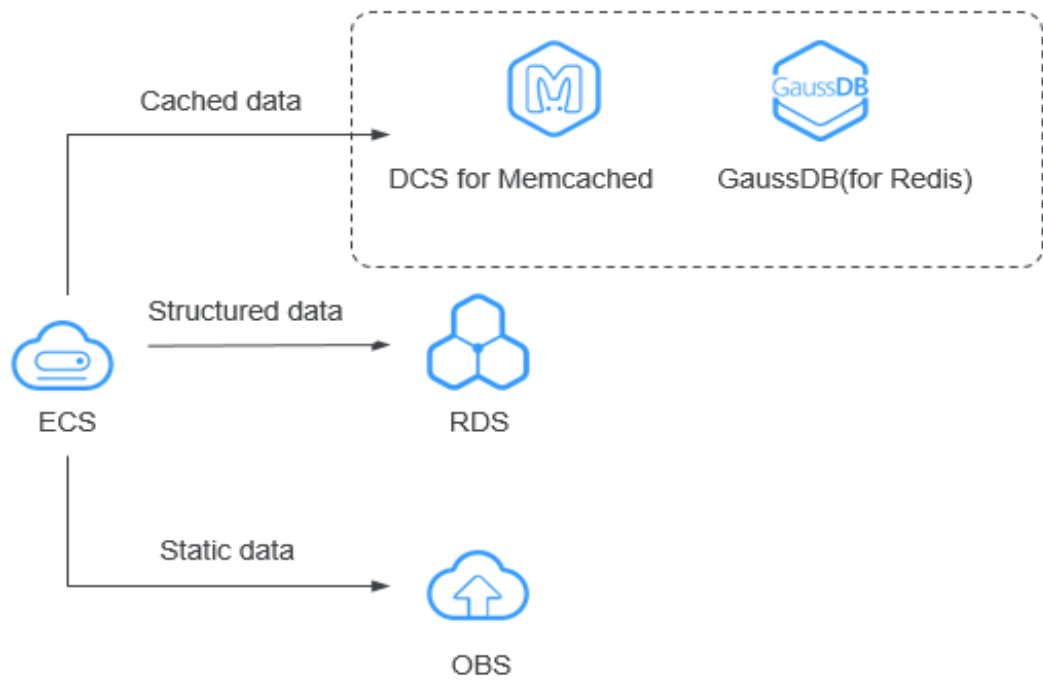 GaussDB
Cached data
DCS for Memcached
GaussDB(for Redis)
Structured data
ECS
RDS
Static data
OBS